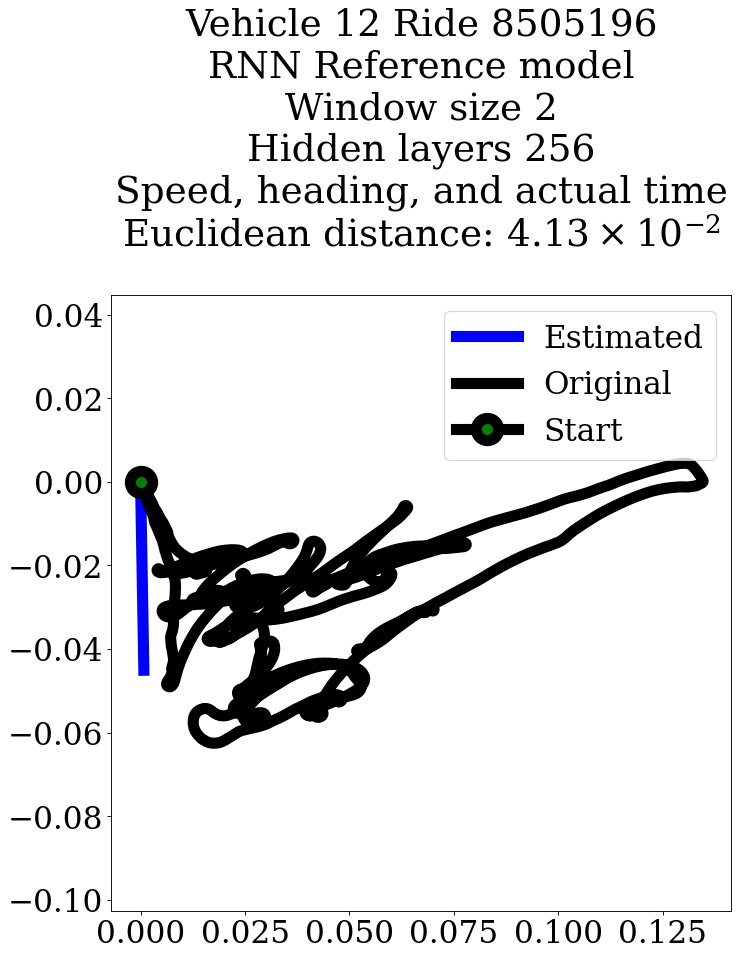 Vehicle 12 Ride 8505196
RNN Reference model
Window size 2
Hidden layers 256
Speed, heading, and actual time
Euclidean distance: 4.13 × 10⁻²
Estimated
Original
Start
0.04
0.02
0.00
−0.02
−0.04
−0.06
−0.08
−0.10
0.000 0.025 0.050 0.075 0.100 0.125